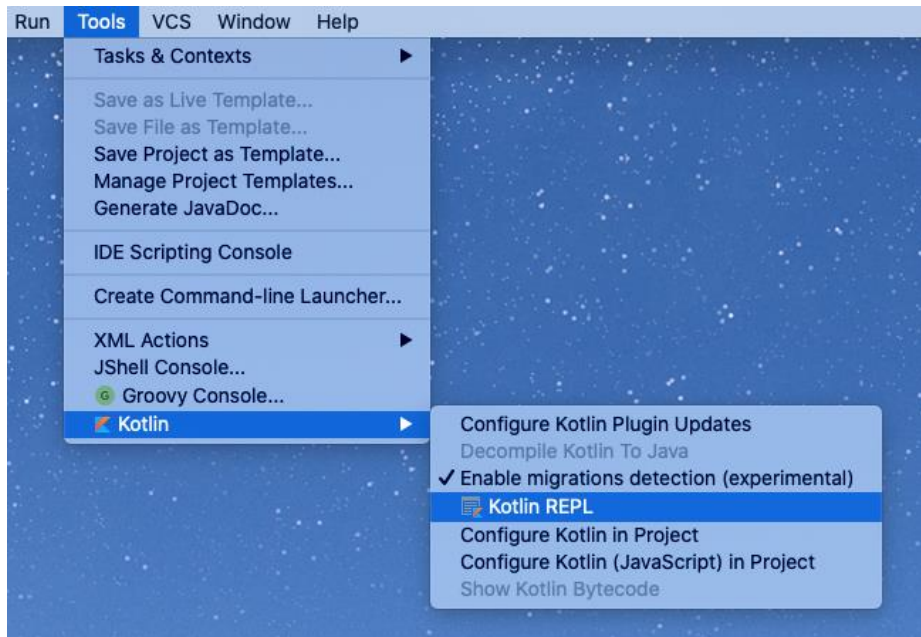 Run Tools VCS Window Help
Tasks & Contexts
Save as Live Template...
Save File as Template...
Save Project as Template...
Manage Project Templates...
Generate JavaDoc...
IDE Scripting Console
Create Command-line Launcher...
XML Actions
JShell Console...
G Groovy Console...
Kotlin
Configure Kotlin Plugin Updates
Decompile Kotlin To Java
✓ Enable migrations detection (experimental)
Kotlin REPL
Configure Kotlin in Project
Configure Kotlin (JavaScript) in Project
Show Kotlin Bytecode